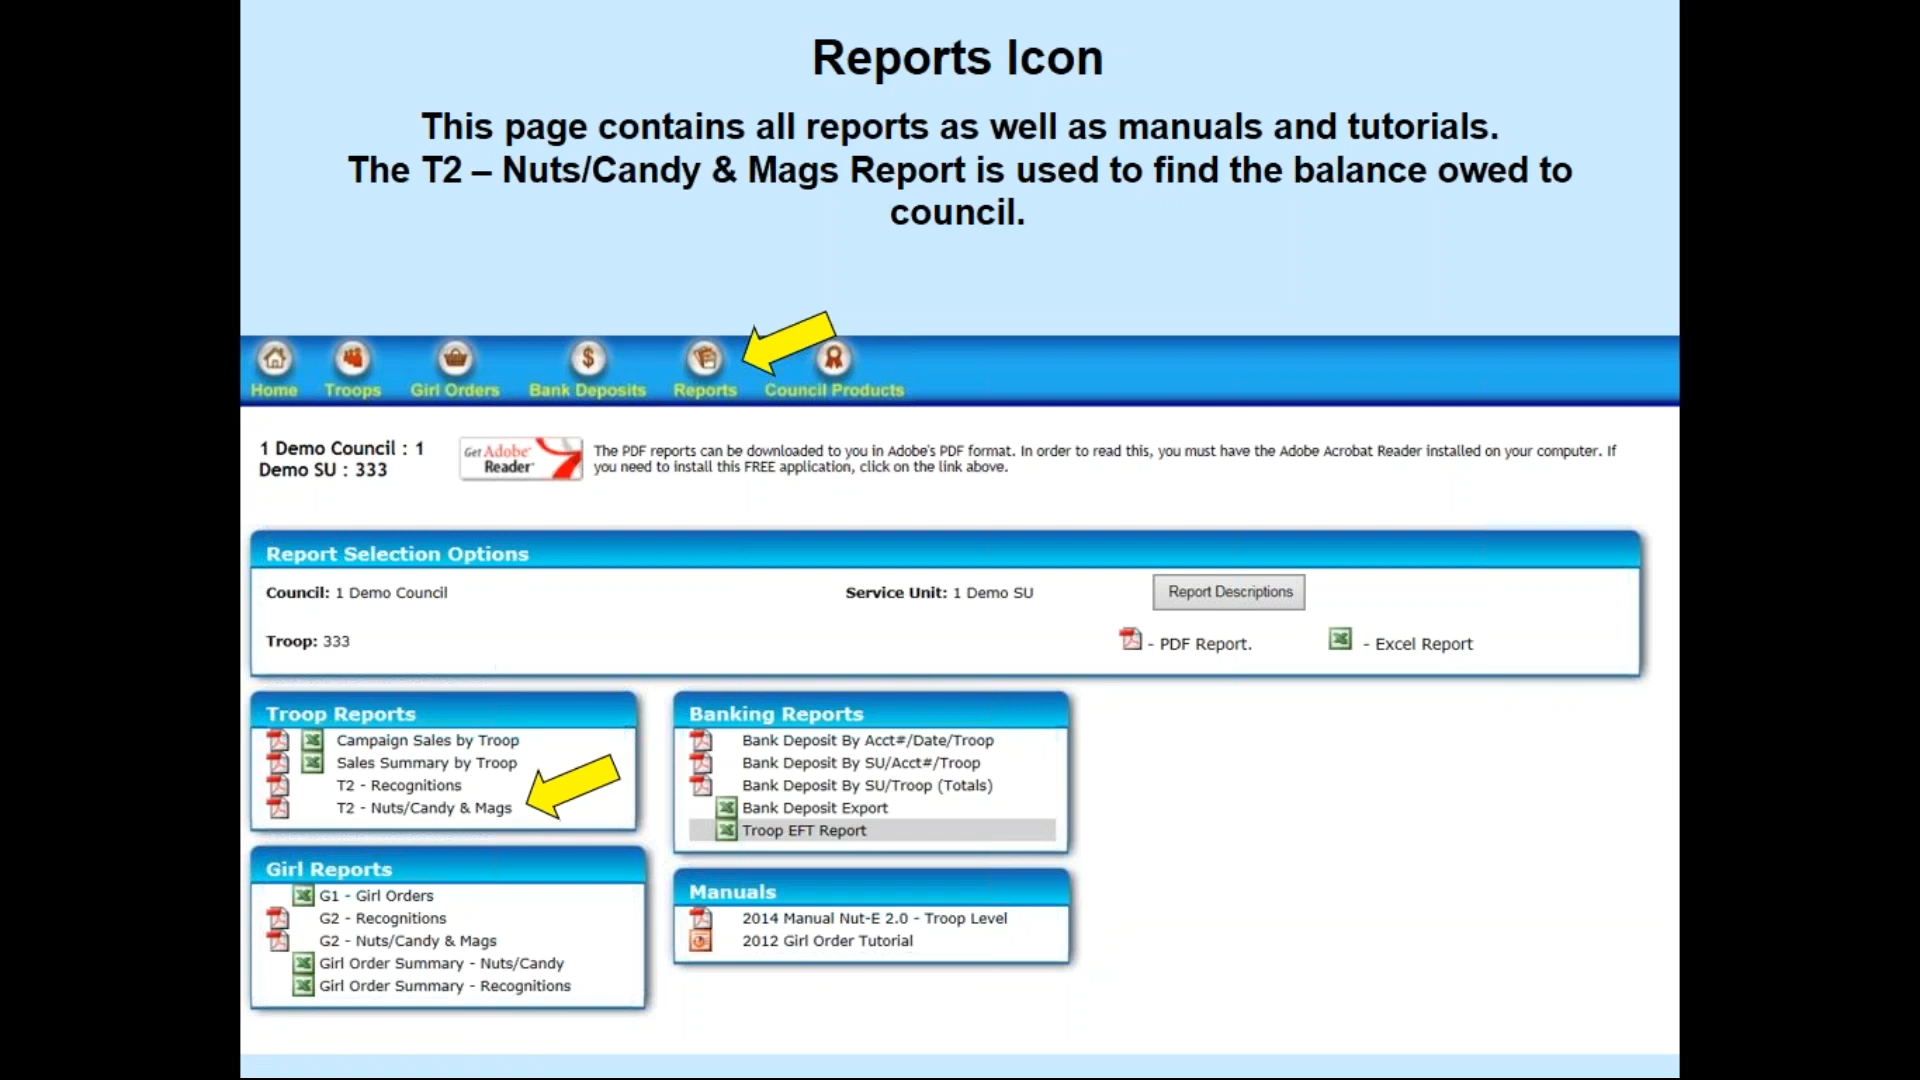 Reports Icon
This page contains all reports as well as manuals and tutorials.
The T2 – Nuts/Candy & Mags Report is used to find the balance owed to
council.
Home Troops Girl Orders Bank Deposits Reports Council Products
1 Demo Council : 1
Demo SU : 333
Get Adobe Reader
The PDF reports can be downloaded to you in Adobe's PDF format. In order to read this, you must have the Adobe Acrobat Reader installed on your computer. If
you need to install this FREE application, click on the link above.
Report Selection Options
Council: 1 Demo Council Service Unit: 1 Demo SU Report Descriptions
Troop: 333 - PDF Report. - Excel Report
Troop Reports
Campaign Sales by Troop
Sales Summary by Troop
T2 - Recognitions
T2 - Nuts/Candy & Mags
Banking Reports
Bank Deposit By Acct#/Date/Troop
Bank Deposit By SU/Acct#/Troop
Bank Deposit By SU/Troop (Totals)
Bank Deposit Export
Troop EFT Report
Girl Reports
G1 - Girl Orders
G2 - Recognitions
G2 - Nuts/Candy & Mags
Girl Order Summary - Nuts/Candy
Girl Order Summary - Recognitions
Manuals
2014 Manual Nut-E 2.0 - Troop Level
2012 Girl Order Tutorial